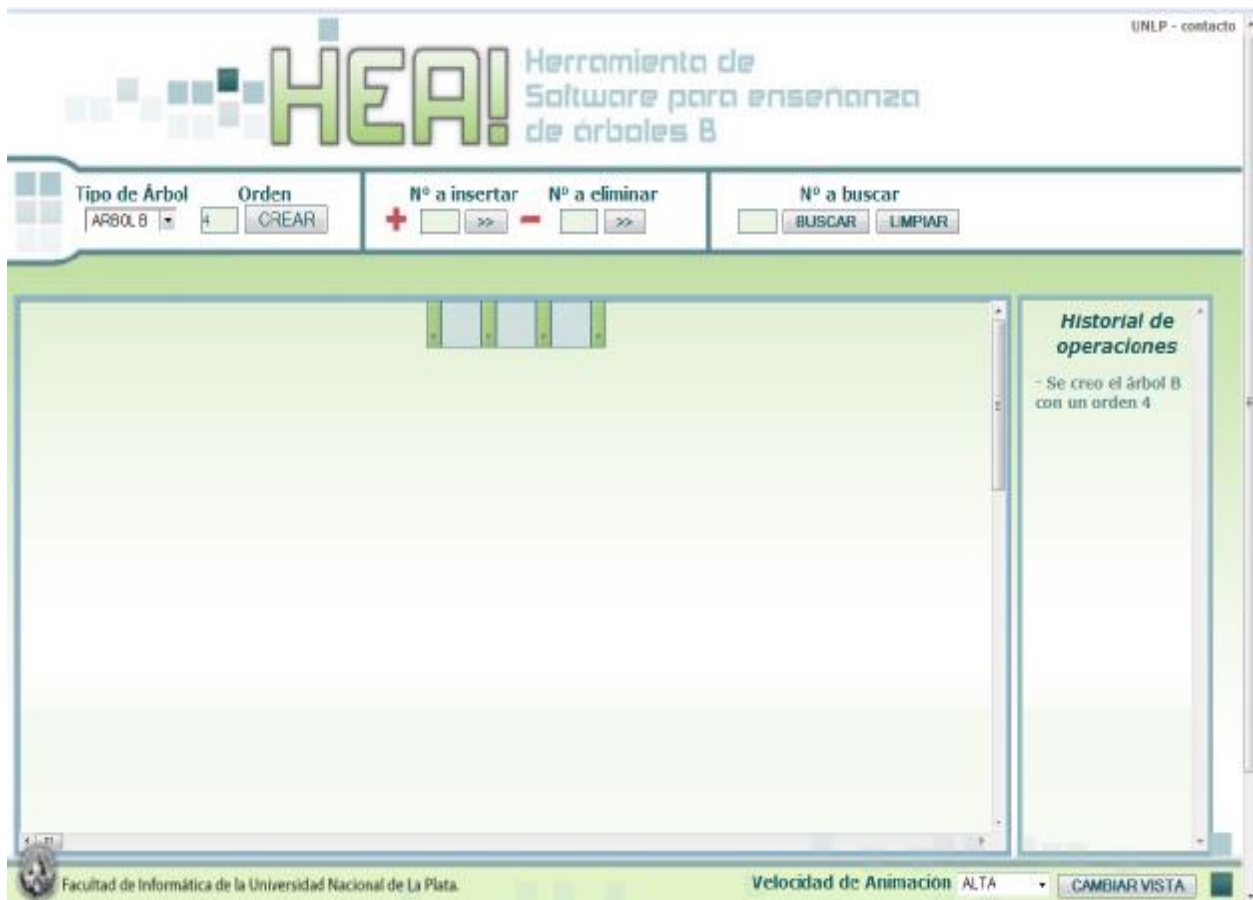 UNLP - contacto
HEA!
Herramienta de
Software para enseñanza
de árboles B
Tipo de Árbol
Orden
Nº a insertar
Nº a eliminar
Nº a buscar
ARBOL B
4
CREAR
>>
>>
BUSCAR
LIMPIAR
Historial de
operaciones
- Se creo el árbol B
con un orden 4
Facultad de Informática de la Universidad Nacional de La Plata.
Velocidad de Animación
ALTA
CAMBIAR VISTA